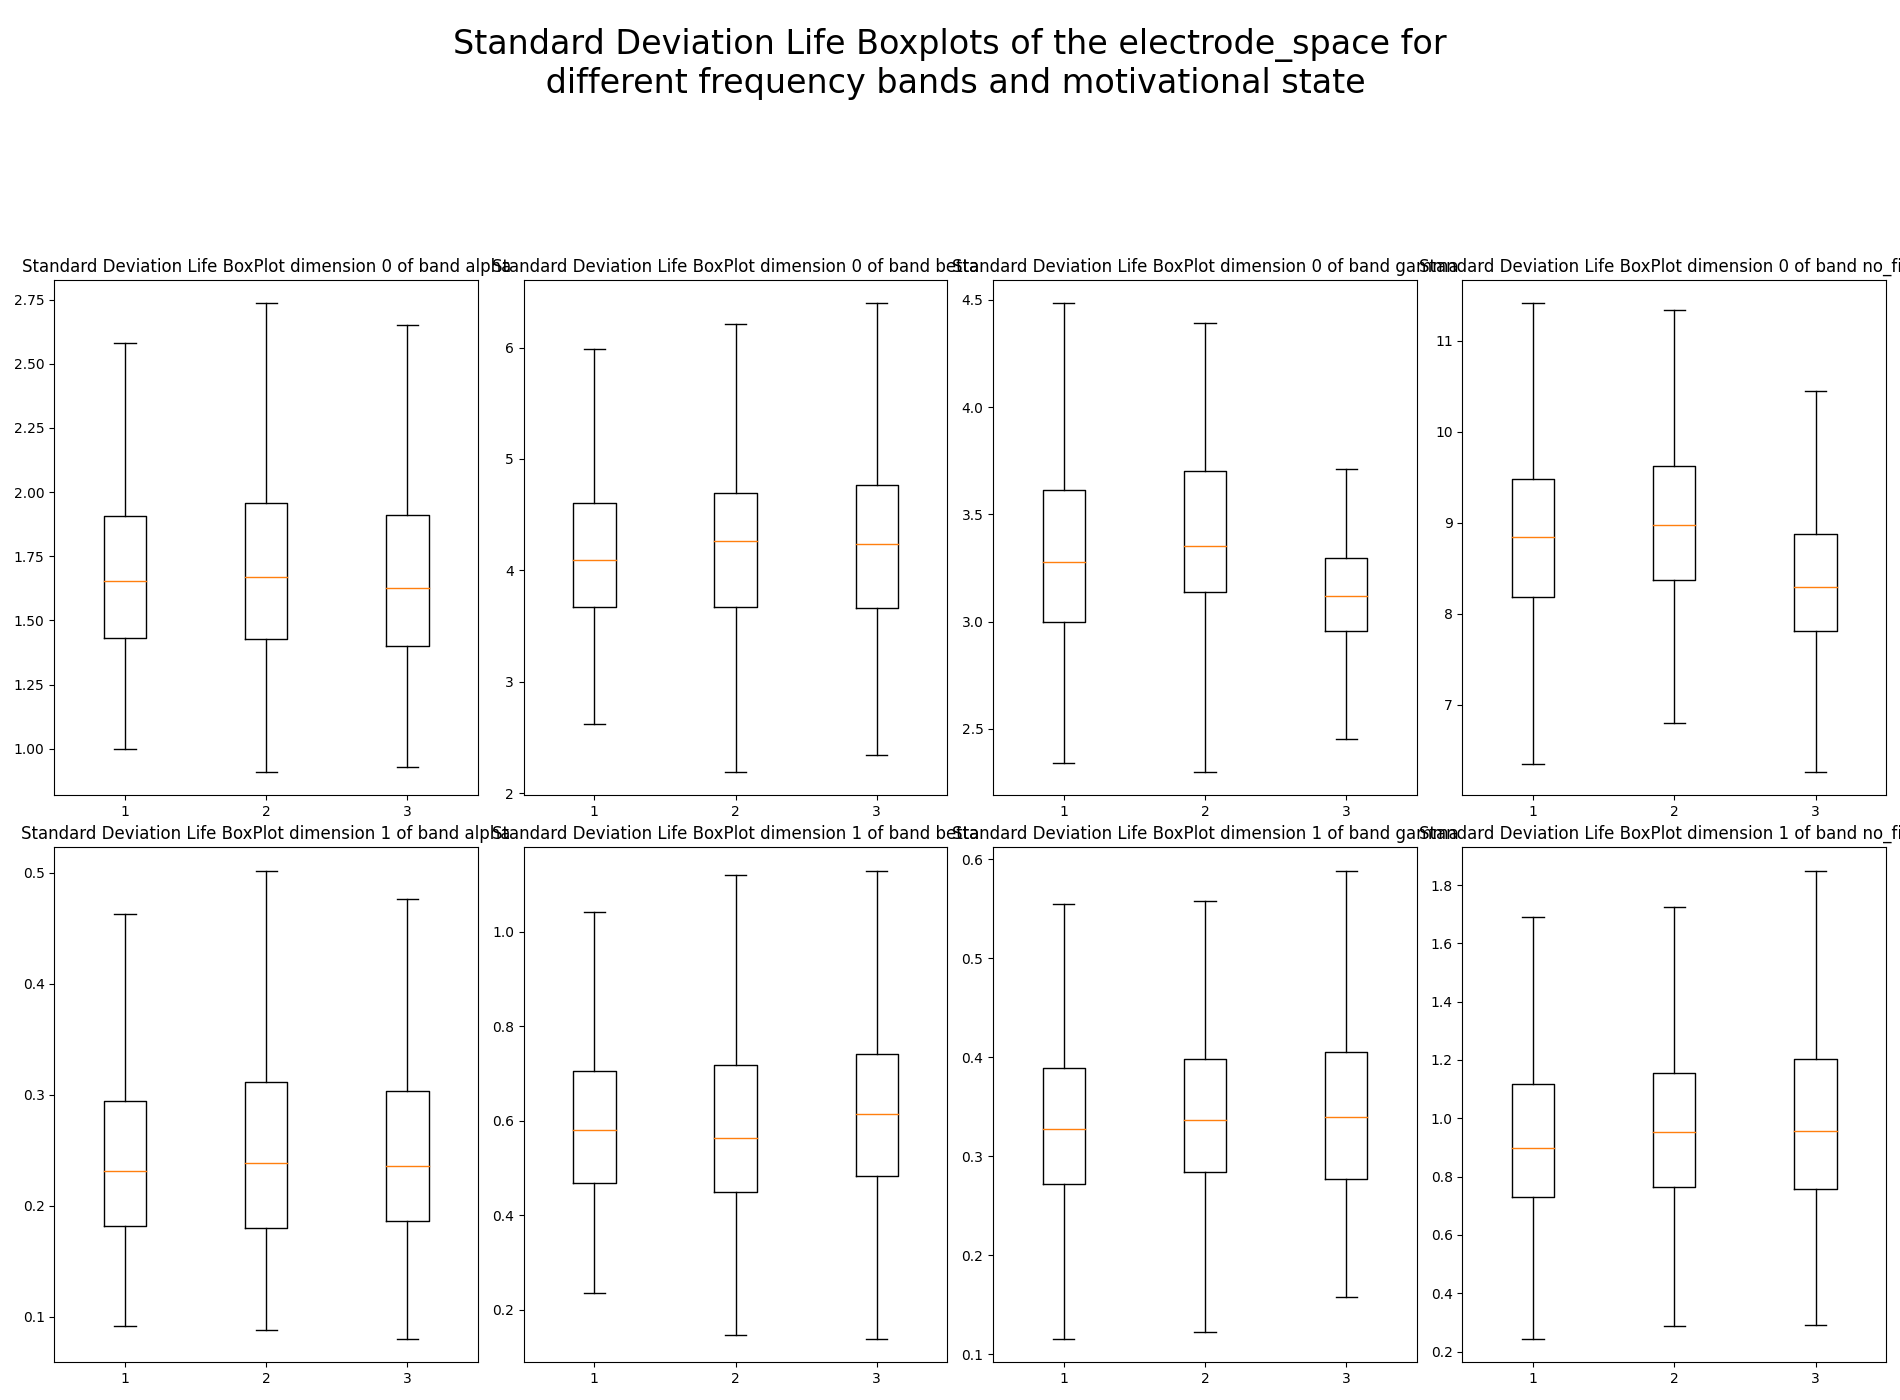 Standard Deviation Life Boxplots of the electrode_space for
different frequency bands and motivational state
Standard Deviation Life BoxPlot dimension 0 of band alpha
Standard Deviation Life BoxPlot dimension 0 of band betta
Standard Deviation Life BoxPlot dimension 0 of band gamma
Standard Deviation Life BoxPlot dimension 0 of band no_fi
2.75
2.50
2.25
2.00
1.75
1.50
1.25
1.00
1 2 3
6
5
4
3
2
1 2 3
4.5
4.0
3.5
3.0
2.5
1 2 3
11
10
9
8
7
1 2 3
Standard Deviation Life BoxPlot dimension 1 of band alpha
Standard Deviation Life BoxPlot dimension 1 of band betta
Standard Deviation Life BoxPlot dimension 1 of band gamma
Standard Deviation Life BoxPlot dimension 1 of band no_fi
0.5
0.4
0.3
0.2
0.1
1 2 3
1.0
0.8
0.6
0.4
0.2
1 2 3
0.6
0.5
0.4
0.3
0.2
0.1
1 2 3
1.8
1.6
1.4
1.2
1.0
0.8
0.6
0.4
0.2
1 2 3